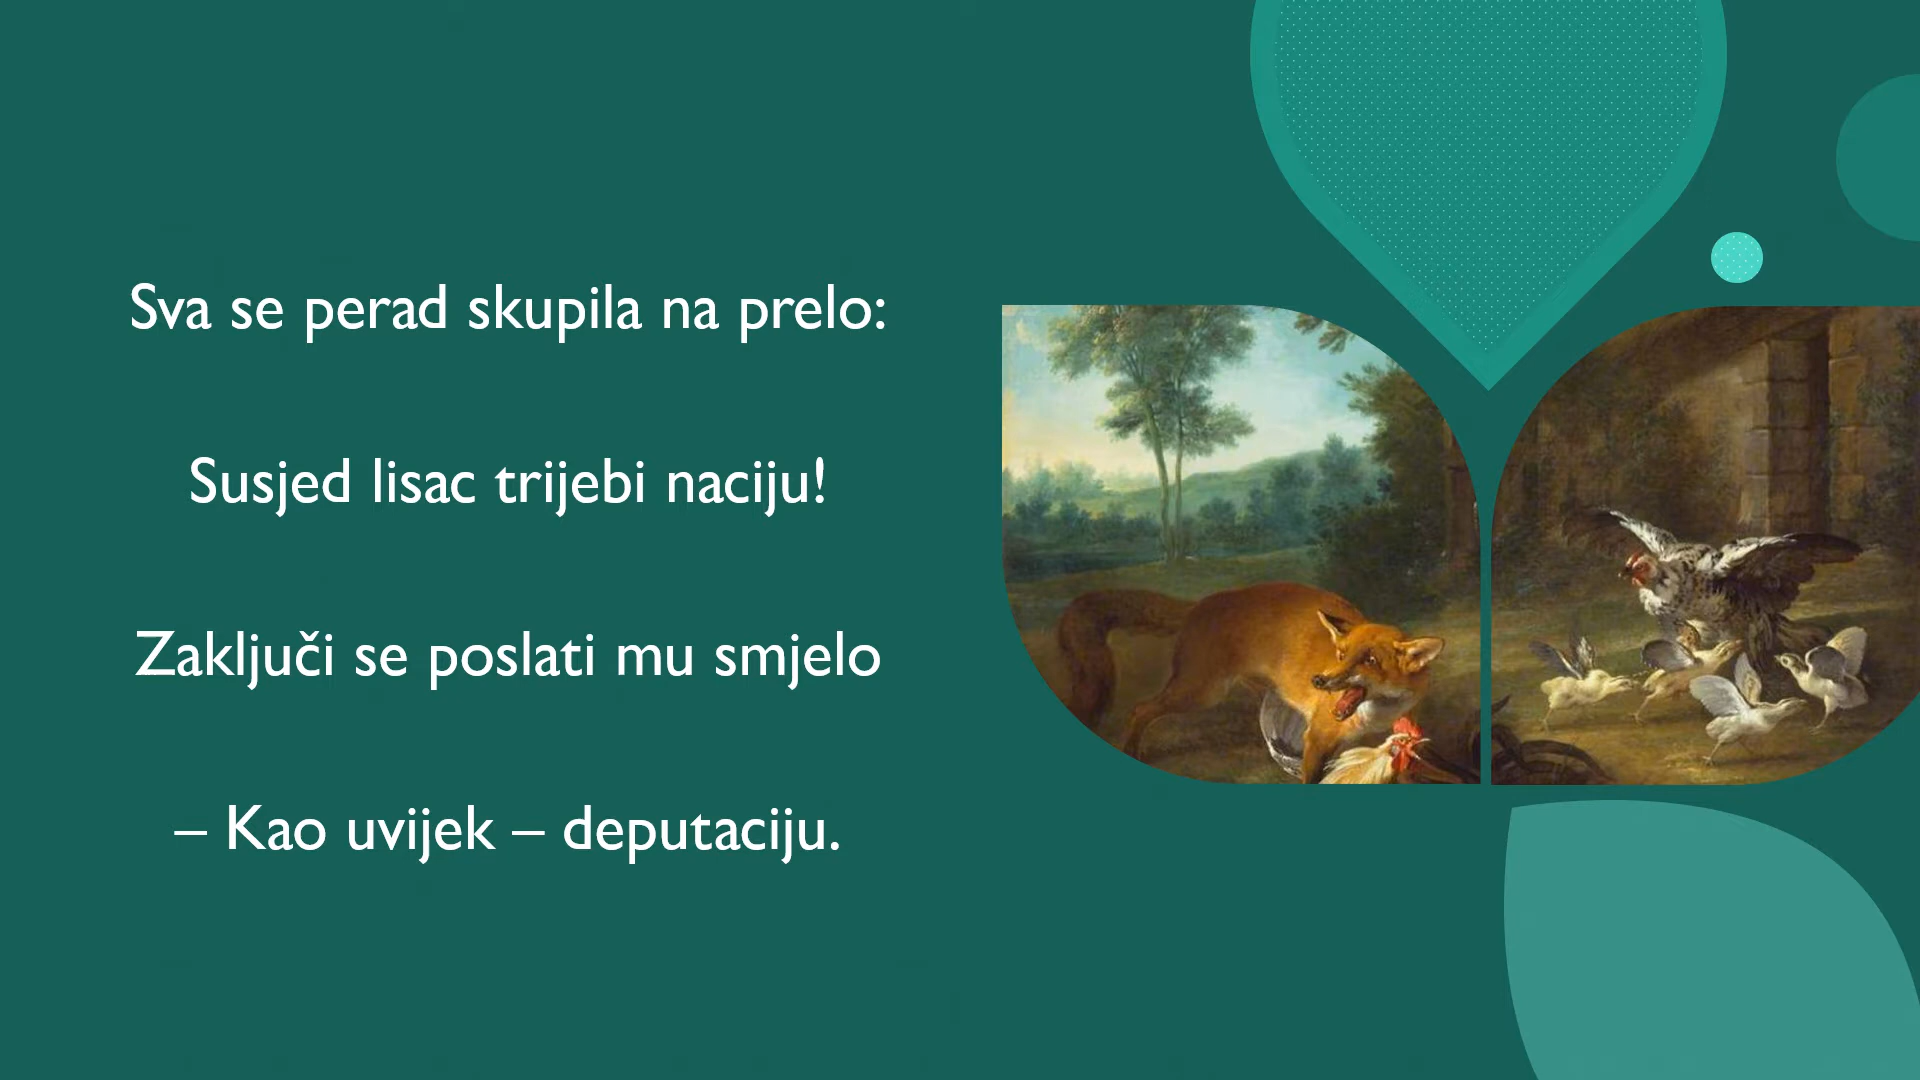 Sva se perad skupila na prelo:
Susjed lisac trijebi naciju!
Zaključi se poslati mu smjelo
– Kao uvijek – deputaciju.